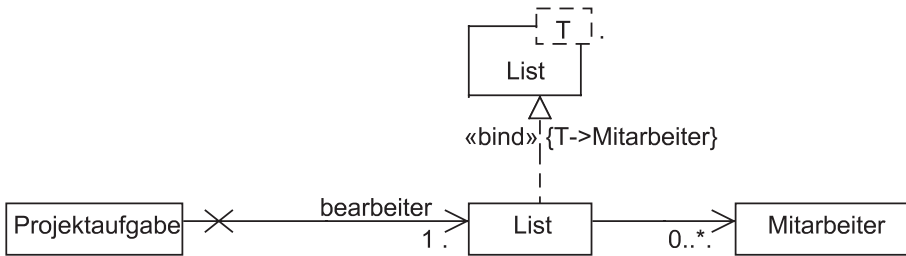 T .
List
«bind» {T->Mitarbeiter}
bearbeiter
Projektaufgabe
List
Mitarbeiter
1 .
0..*.